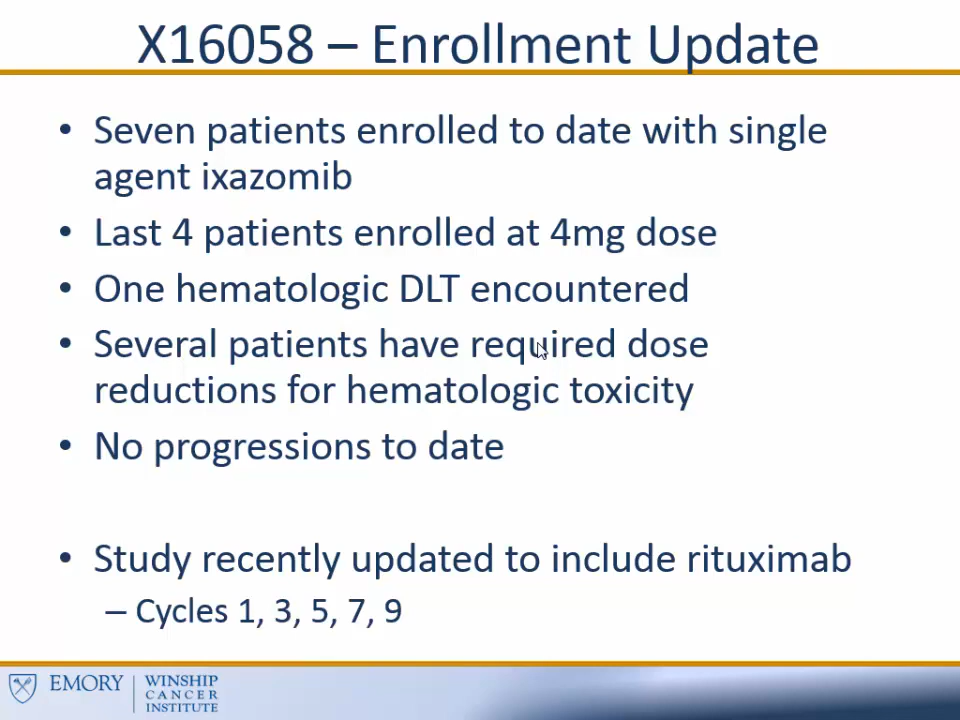 X16058 – Enrollment Update
• Seven patients enrolled to date with single
agent ixazomib
• Last 4 patients enrolled at 4mg dose
• One hematologic DLT encountered
• Several patients have required dose
reductions for hematologic toxicity
• No progressions to date
• Study recently updated to include rituximab
– Cycles 1, 3, 5, 7, 9
EMORY
WINSHIP
CANCER
INSTITUTE